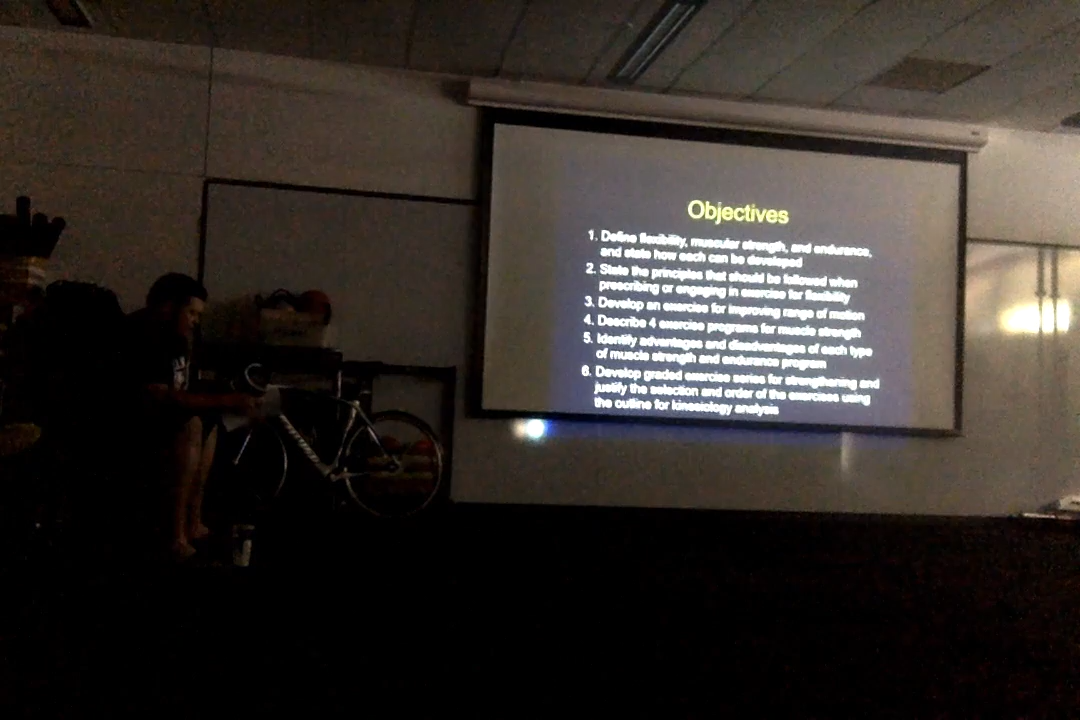 Objectives
1. Define flexibility, muscular strength, and endurance,
and state how each can be developed
2. State the principles that should be followed when
prescribing or engaging in exercise for flexibility
3. Develop an exercise for improving range of motion
4. Describe 4 exercise programs for muscle strength
5. Identify advantages and disadvantages of each type
of muscle strength and endurance program
6. Develop graded exercise series for strengthening and
justify the selection and order of the exercises using
the outline for kinesiology analysis